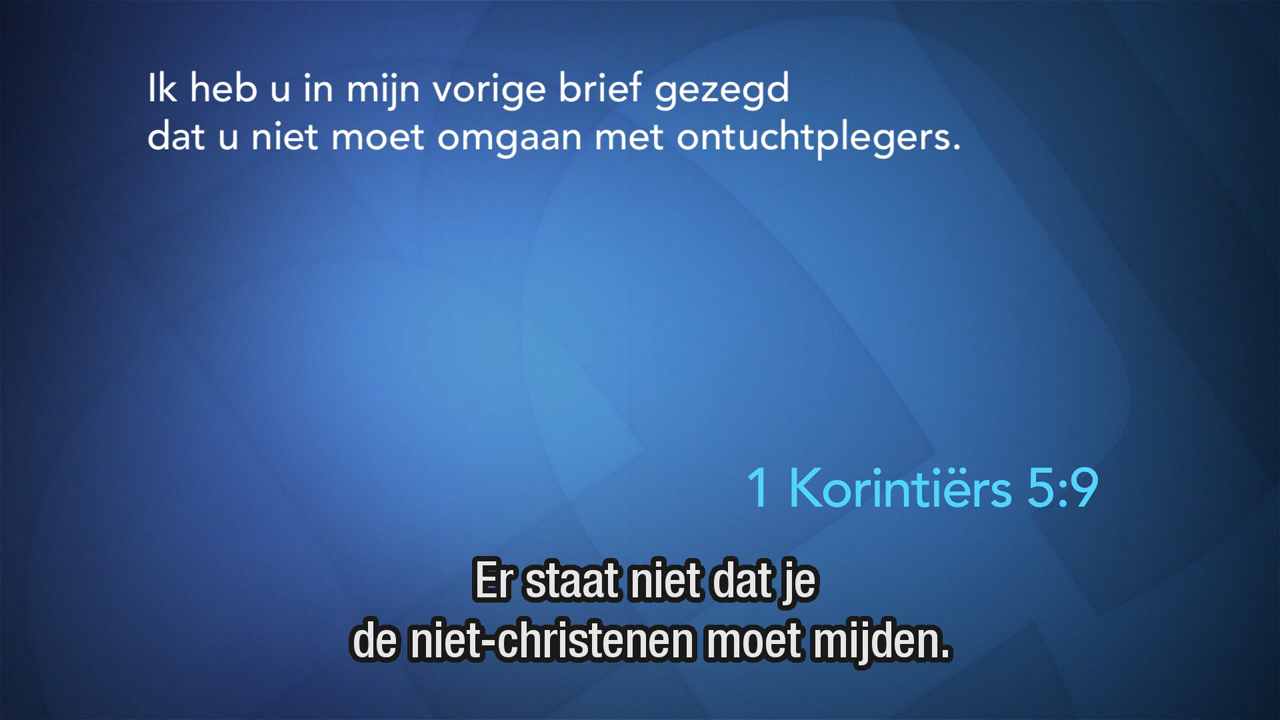 Ik heb u in mijn vorige brief gezegd
dat u niet moet omgaan met ontuchtplegers.
1 Korintiërs 5:9
Er staat niet dat je
de niet-christenen moet mijden.